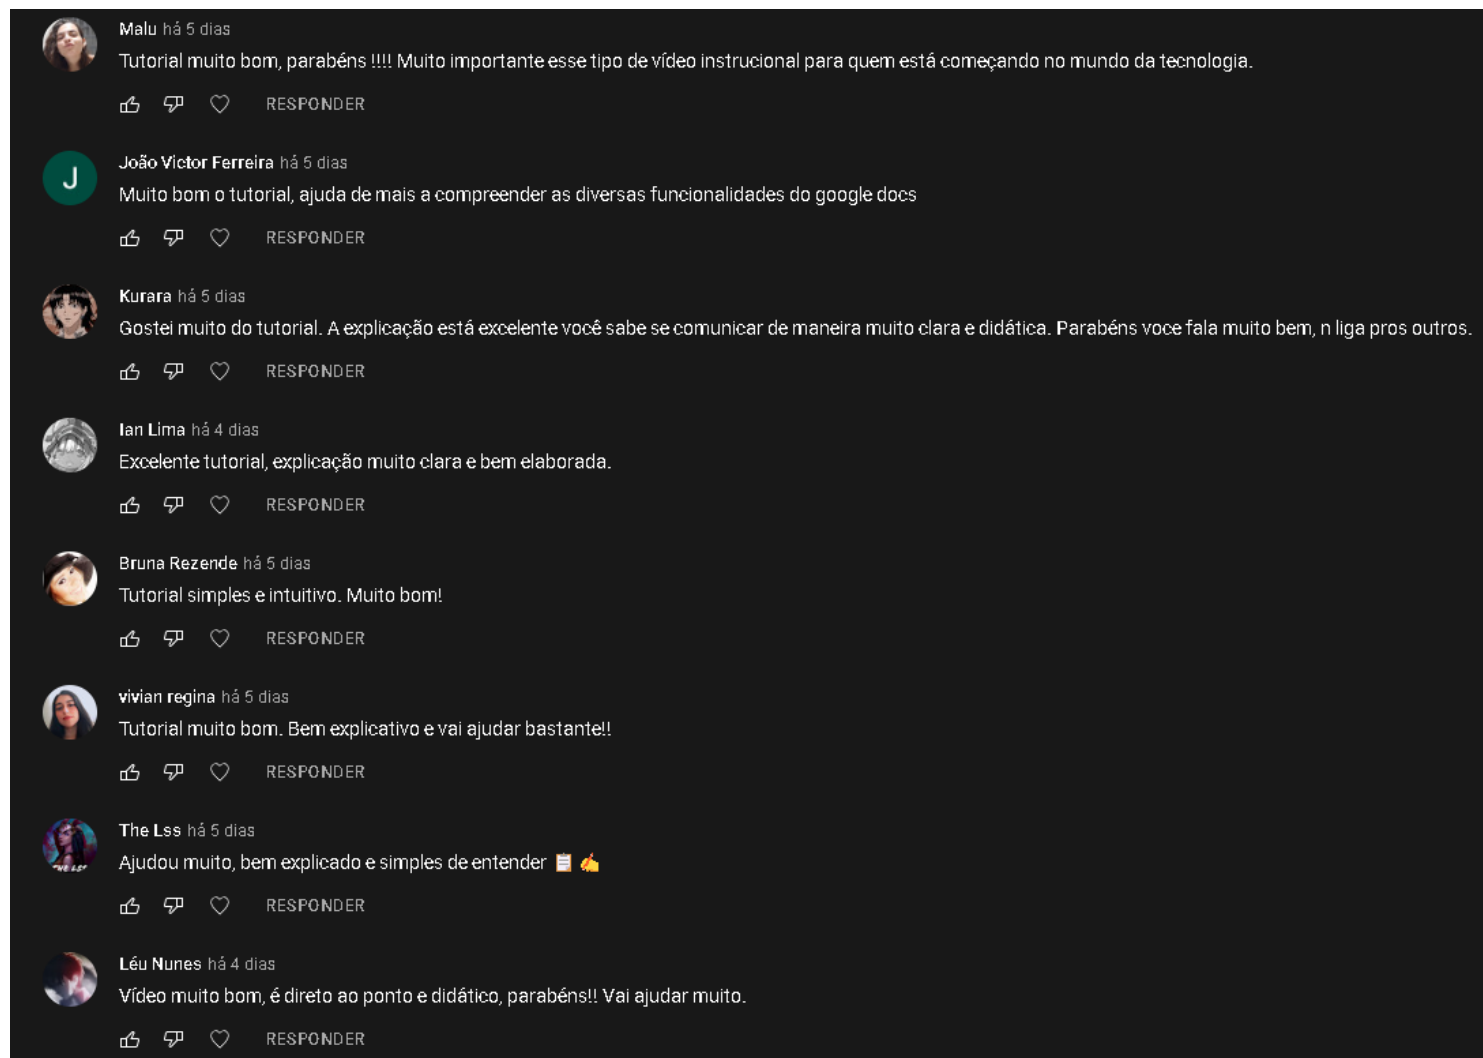 Malu há 5 dias
Tutorial muito bom, parabéns !!!! Muito importante esse tipo de vídeo instrucional para quem está começando no mundo da tecnologia.
RESPONDER
J
João Victor Ferreira há 5 dias
Muito bom o tutorial, ajuda de mais a compreender as diversas funcionalidades do google docs
RESPONDER
Kurara há 5 dias
Gostei muito do tutorial. A explicação está excelente você sabe se comunicar de maneira muito clara e didática. Parabéns voce fala muito bem, n liga pros outros.
RESPONDER
Ian Lima há 4 dias
Excelente tutorial, explicação muito clara e bem elaborada.
RESPONDER
Bruna Rezende há 5 dias
Tutorial simples e intuitivo. Muito bom!
RESPONDER
vivian regina há 5 dias
Tutorial muito bom. Bem explicativo e vai ajudar bastante!!
RESPONDER
The Lss há 5 dias
Ajudou muito, bem explicado e simples de entender 📋 ✍
THE LSS
RESPONDER
Léu Nunes há 4 dias
Vídeo muito bom, é direto ao ponto e didático, parabéns!! Vai ajudar muito.
RESPONDER